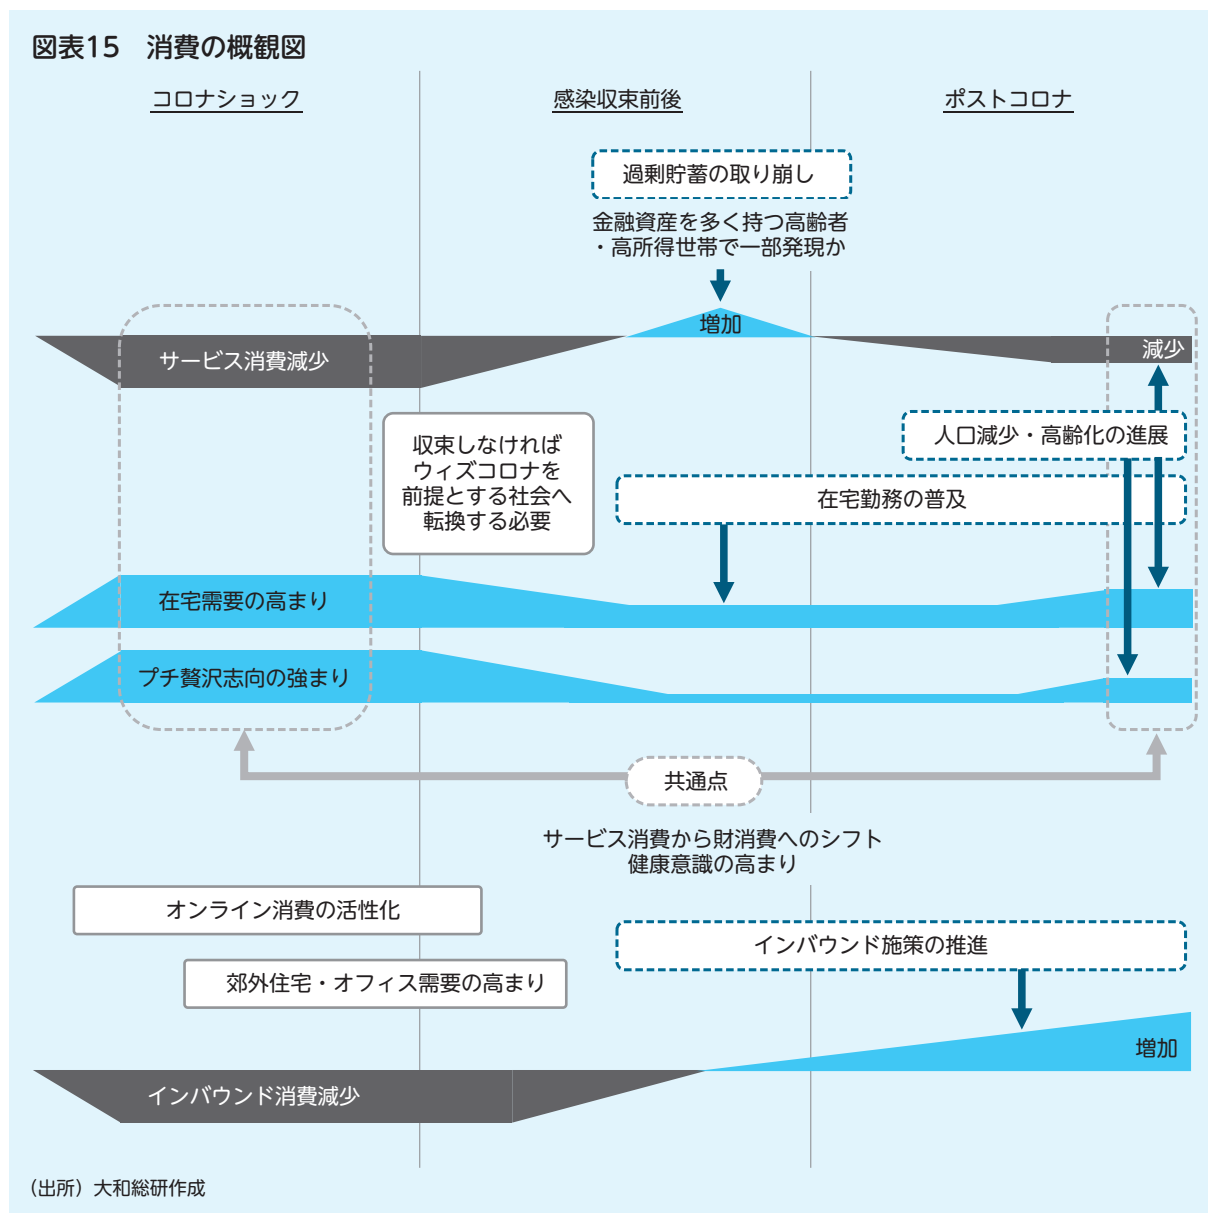 図表15　消費の概観図
コロナショック
感染収束前後
ポストコロナ
過剰貯蓄の取り崩し
金融資産を多く持つ高齢者
・高所得世帯で一部発現か
増加
サービス消費減少
減少
収束しなければ
ウィズコロナを
前提とする社会へ
転換する必要
人口減少・高齢化の進展
在宅勤務の普及
在宅需要の高まり
プチ贅沢志向の強まり
共通点
サービス消費から財消費へのシフト
健康意識の高まり
オンライン消費の活性化
インバウンド施策の推進
郊外住宅・オフィス需要の高まり
増加
インバウンド消費減少
（出所）大和総研作成